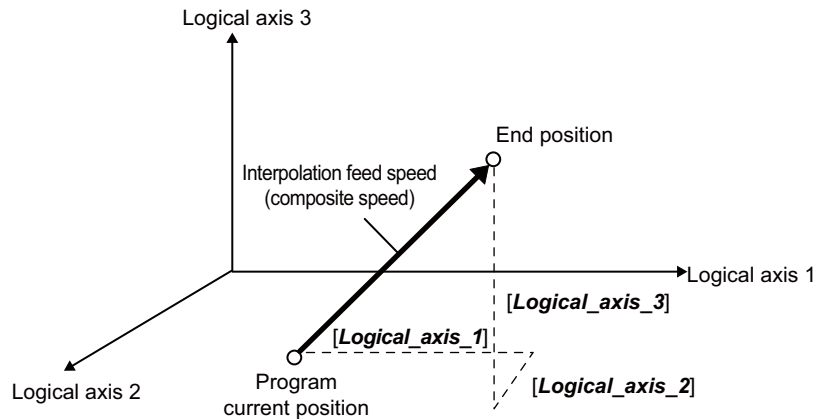 Logical axis 3
End position
Interpolation feed speed
(composite speed)
Logical axis 1
[Logical_axis_3]
[Logical_axis_1]
Logical axis 2
Program
current position
[Logical_axis_2]